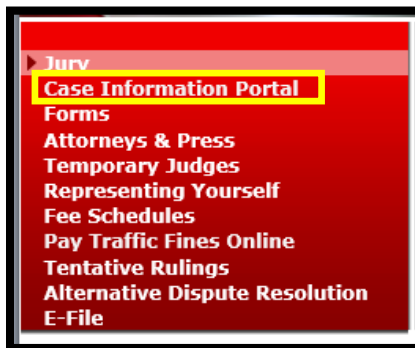 Jury
Case Information Portal
Forms
Attorneys & Press
Temporary Judges
Representing Yourself
Fee Schedules
Pay Traffic Fines Online
Tentative Rulings
Alternative Dispute Resolution
E-File